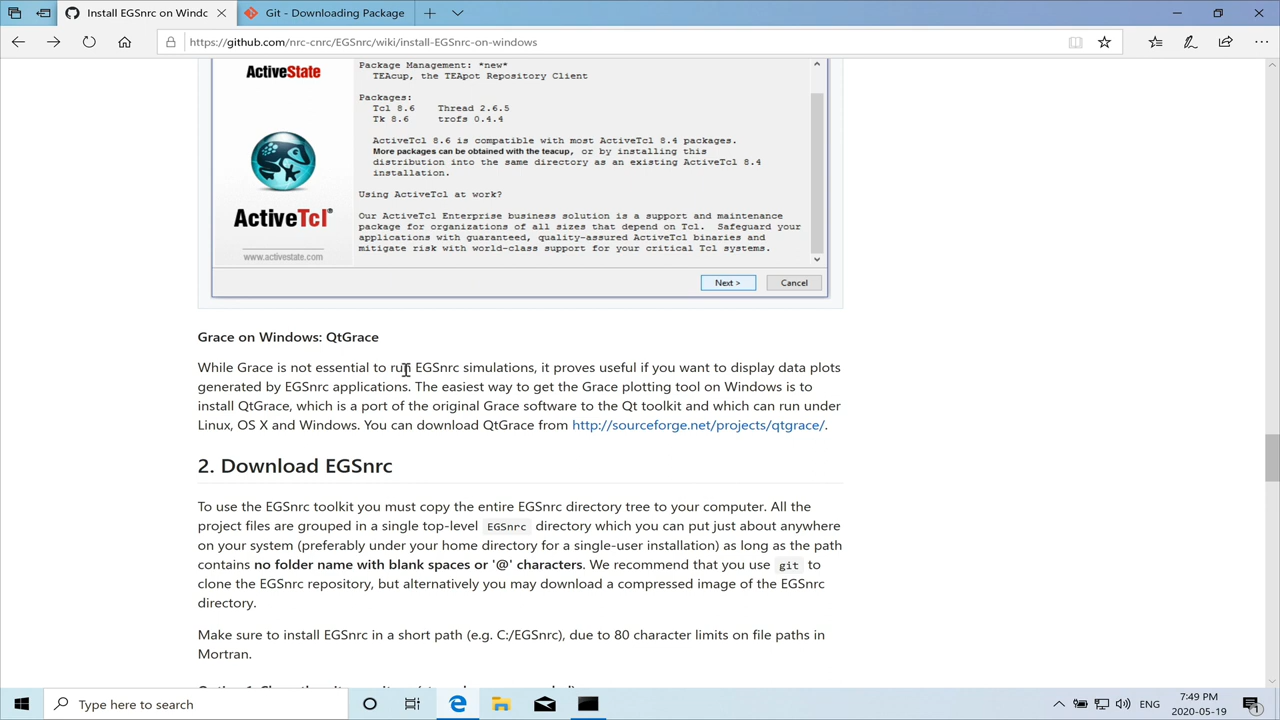 Install EGSnrc on Windo
Git - Downloading Package
https://github.com/nrc-cnrc/EGSnrc/wiki/install-EGSnrc-on-windows
ActiveState
ActiveTcl®
www.activestate.com
Package Management: *new*
TEAcup, the TEApot Repository Client
Packages:
Tcl 8.6 Thread 2.6.5
Tk 8.6 trofs 0.4.4
ActiveTcl 8.6 is compatible with most ActiveTcl 8.4 packages.
More packages can be obtained with the teacup, or by installing this
distribution into the same directory as an existing ActiveTcl 8.4
installation.
Using ActiveTcl at work?
Our ActiveTcl Enterprise business solution is a support and maintenance
package for organizations of all sizes that depend on Tcl. Safeguard your
applications with guaranteed, quality-assured ActiveTcl binaries and
mitigate risk with world-class support for your critical Tcl systems.
Next > Cancel
Grace on Windows: QtGrace
While Grace is not essential to run EGSnrc simulations, it proves useful if you want to display data plots
generated by EGSnrc applications. The easiest way to get the Grace plotting tool on Windows is to
install QtGrace, which is a port of the original Grace software to the Qt toolkit and which can run under
Linux, OS X and Windows. You can download QtGrace from http://sourceforge.net/projects/qtgrace/.
2. Download EGSnrc
To use the EGSnrc toolkit you must copy the entire EGSnrc directory tree to your computer. All the
project files are grouped in a single top-level EGSnrc directory which you can put just about anywhere
on your system (preferably under your home directory for a single-user installation) as long as the path
contains no folder name with blank spaces or '@' characters. We recommend that you use git to
clone the EGSnrc repository, but alternatively you may download a compressed image of the EGSnrc
directory.
Make sure to install EGSnrc in a short path (e.g. C:/EGSnrc), due to 80 character limits on file paths in
Mortran.
Type here to search
ENG
7:49 PM
2020-05-19
1